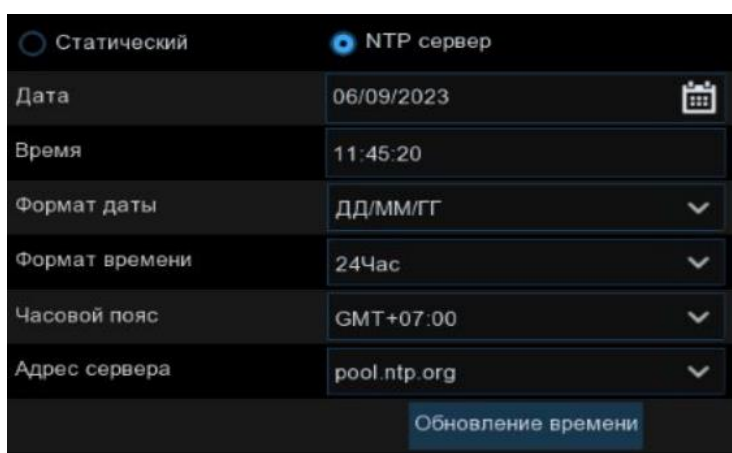 Статический NTP сервер
Дата 06/09/2023
Время 11:45:20
Формат даты ДД/ММ/ГГ
Формат времени 24Час
Часовой пояс GMT+07:00
Адрес сервера pool.ntp.org
Обновление времени